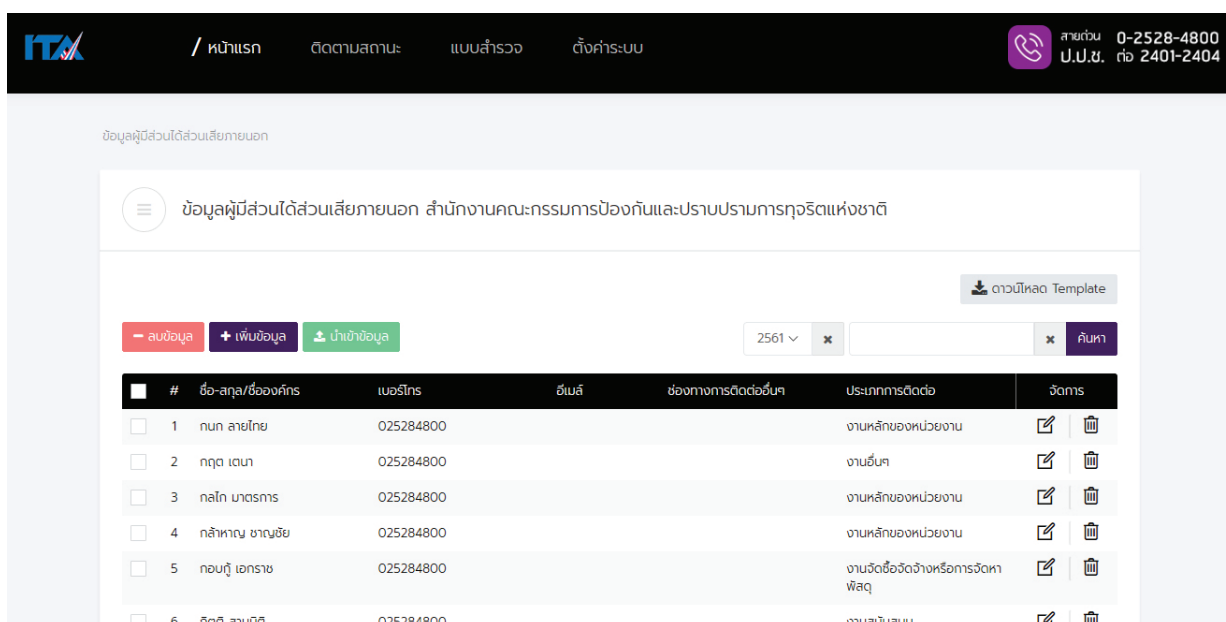 ITA
/ หน้าแรก ติดตามสถานะ แบบสำรวจ ตั้งค่าระบบ
สายด่วน 0-2528-4800
ป.ป.ช. ต่อ 2401-2404
ข้อมูลผู้มีส่วนได้ส่วนเสียภายนอก
ข้อมูลผู้มีส่วนได้ส่วนเสียภายนอก สำนักงานคณะกรรมการป้องกันและปราบปรามการทุจริตแห่งชาติ
ดาวน์โหลด Template
ลบข้อมูล เพิ่มข้อมูล นำเข้าข้อมูล 2561 ค้นหา
# ชื่อ-สกุล/ชื่อองค์กร เบอร์โทร อีเมล์ ช่องทางการติดต่ออื่นๆ ประเภทการติดต่อ จัดการ
1 กนก ลายไทย 025284800 งานหลักของหน่วยงาน
2 กฤต เตนา 025284800 งานอื่นๆ
3 กลไก มาตรการ 025284800 งานหลักของหน่วยงาน
4 กล้าหาญ ชาญชัย 025284800 งานหลักของหน่วยงาน
5 กอบกู้ เอกราช 025284800 งานจัดซื้อจัดจ้างหรือการจัดหา
พัสดุ
6 025284800